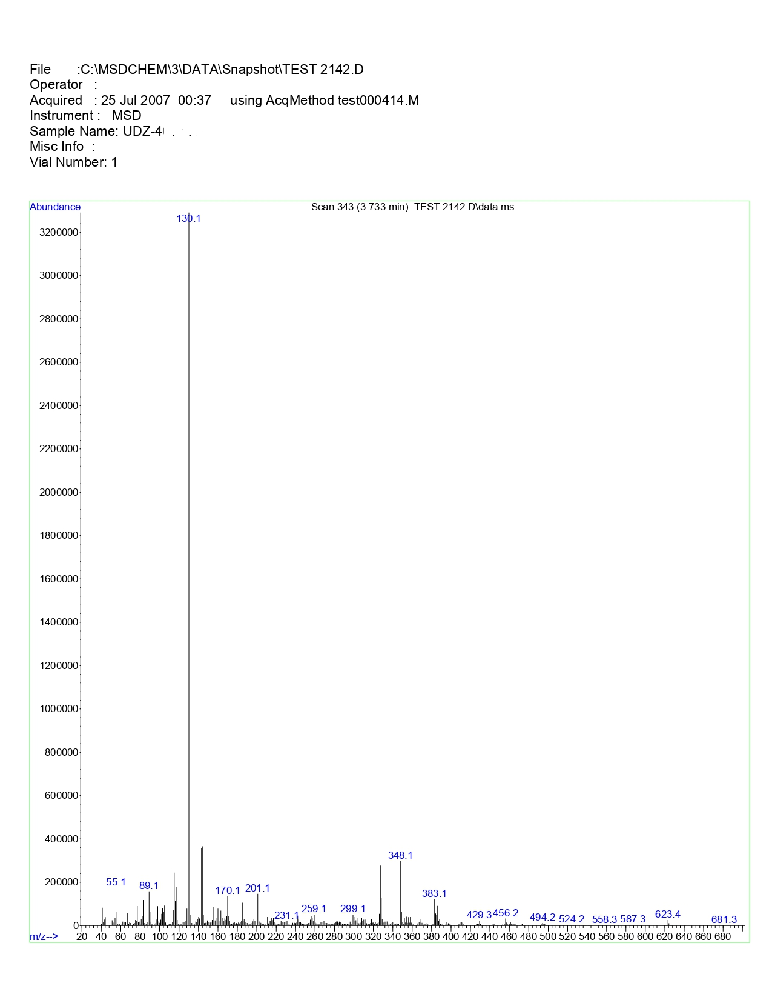 File :C:\MSDCHEM\3\DATA\Snapshot\TEST 2142.D
Operator :
Acquired : 25 Jul 2007 00:37 using AcqMethod test000414.M
Instrument : MSD
Sample Name: UDZ-4
Misc Info :
Vial Number: 1
Abundance
Scan 343 (3.733 min): TEST 2142.D\data.ms
130.1
3200000
3000000
2800000
2600000
2400000
2200000
2000000
1800000
1600000
1400000
1200000
1000000
800000
600000
400000
348.1
200000
55.1 89.1 170.1 201.1 383.1
231.1 259.1 299.1 429.3 456.2 494.2 524.2 558.3 587.3 623.4 681.3
0
m/z--> 20 40 60 80 100 120 140 160 180 200 220 240 260 280 300 320 340 360 380 400 420 440 460 480 500 520 540 560 580 600 620 640 660 680